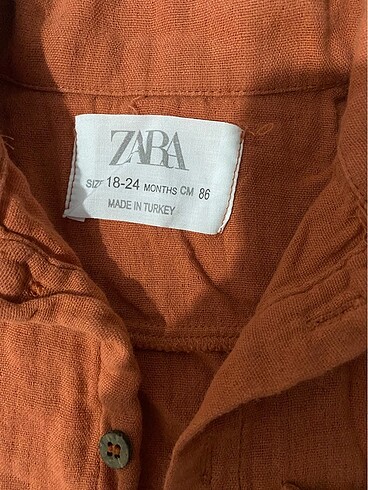 ZARA
SIZE 18-24 MONTHS CM 86
MADE IN TURKEY